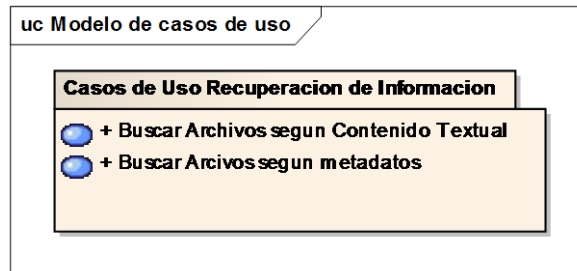 uc Modelo de casos de uso
Casos de Uso Recuperacion de Informacion
+ Buscar Archivos segun Contenido Textual
+ Buscar Arcivos segun metadatos